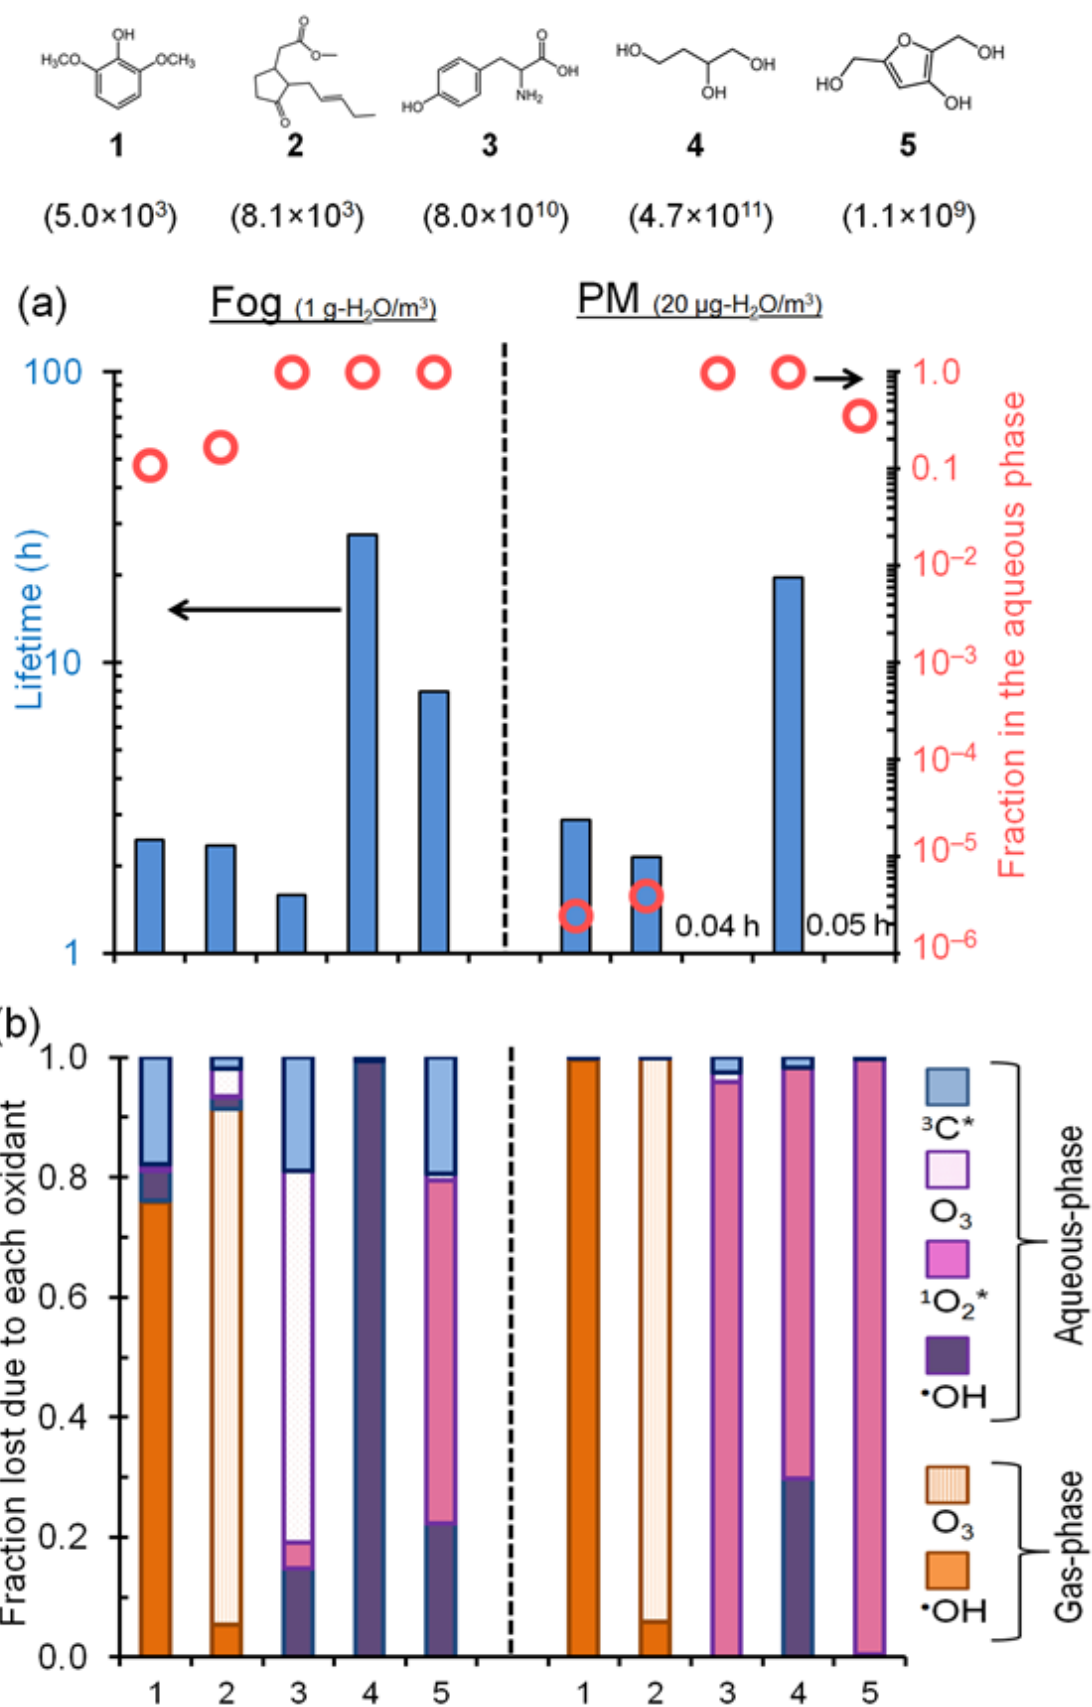 OH
H₃CO
OCH₃
O
O
O
O
OH
NH₂
HO
HO
OH
OH
O
OH
HO
OH
1 2 3 4 5
(5.0×10³) (8.1×10³) (8.0×10¹⁰) (4.7×10¹¹) (1.1×10⁹)
(a) Fog (1 g-H₂O/m³) PM (20 µg-H₂O/m³)
Lifetime (h)
100
10
1
0.04 h
0.05 h
1.0
0.1
10⁻²
10⁻³
10⁻⁴
10⁻⁵
10⁻⁶
Fraction in the aqueous phase
(b)
Fraction lost due to each oxidant
1.0
0.8
0.6
0.4
0.2
0.0
1 2 3 4 5 1 2 3 4 5
³C*
O₃
¹O₂*
•OH
Aqueous-phase
O₃
•OH
Gas-phase